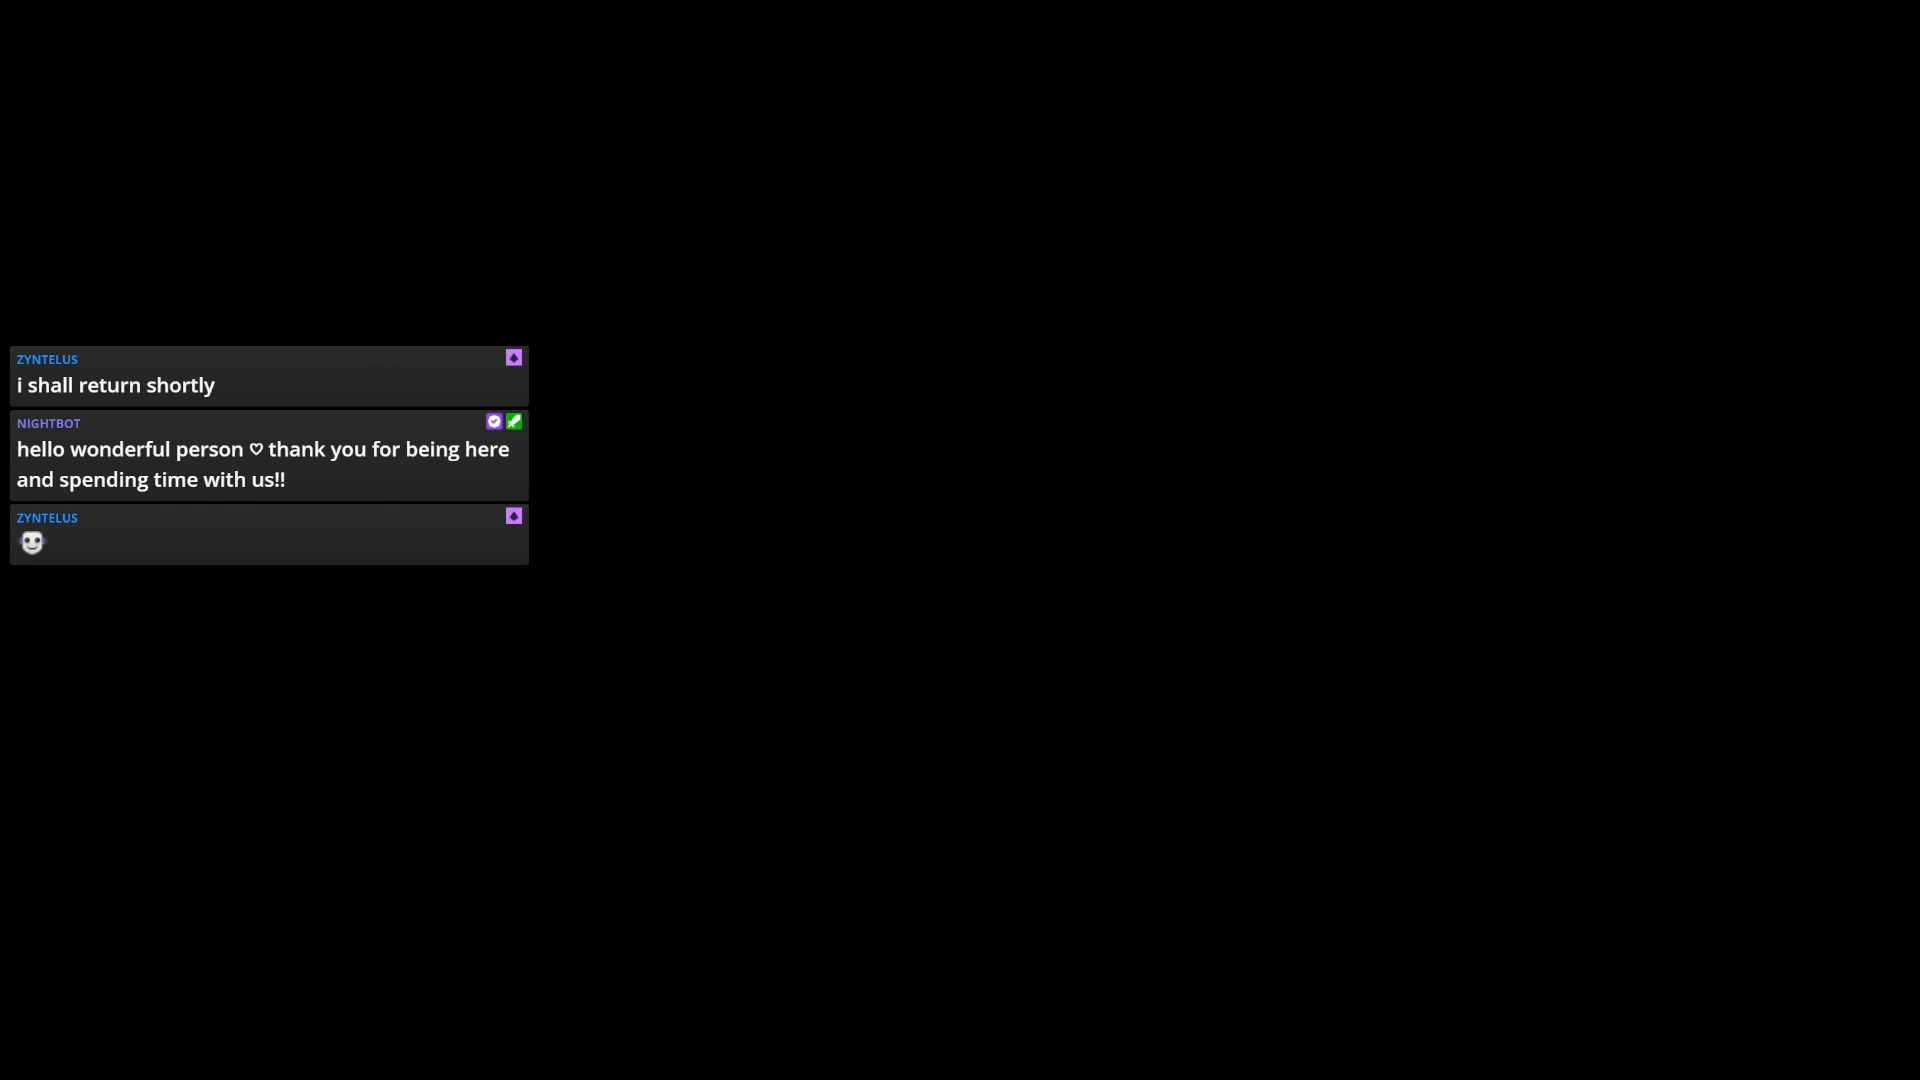 ZYNTELUS
i shall return shortly
NIGHTBOT
hello wonderful person ♡ thank you for being here
and spending time with us!!
ZYNTELUS